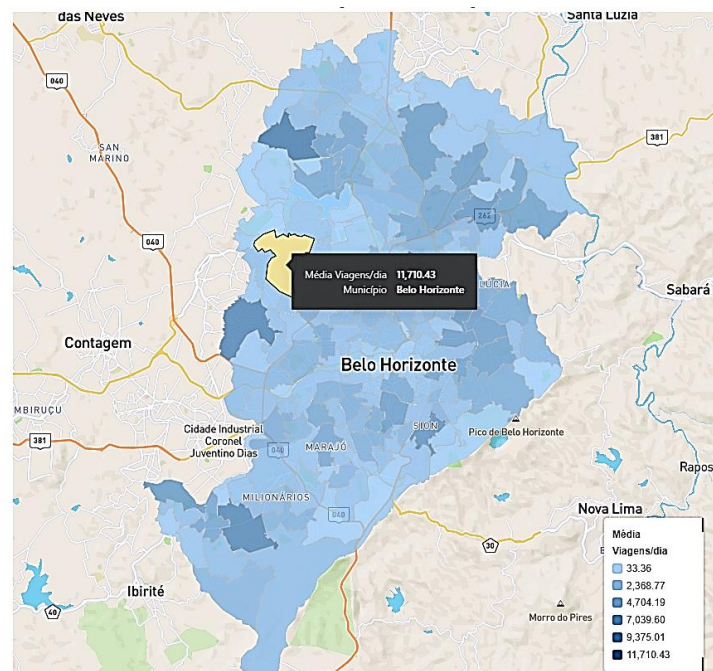 das Neves
Santa Luzia
040
381
SAN
MARINO
040
262
Média Viagens/dia 11,710.43
Município Belo Horizonte
LÚCIA
Sabará
Contagem
Belo Horizonte
MBIRUÇU
Cidade Industrial
Coronel
Juventino Dias
381
040
MARAJÓ
SION
Pico de Belo Horizonte
Rapos
MILIONÁRIOS
040
Nova Lima
30
Ibirité
40
Morro do Pires
Média
Viagens/dia
33.36
2,368.77
4,704.19
7,039.60
9,375.01
11,710.43